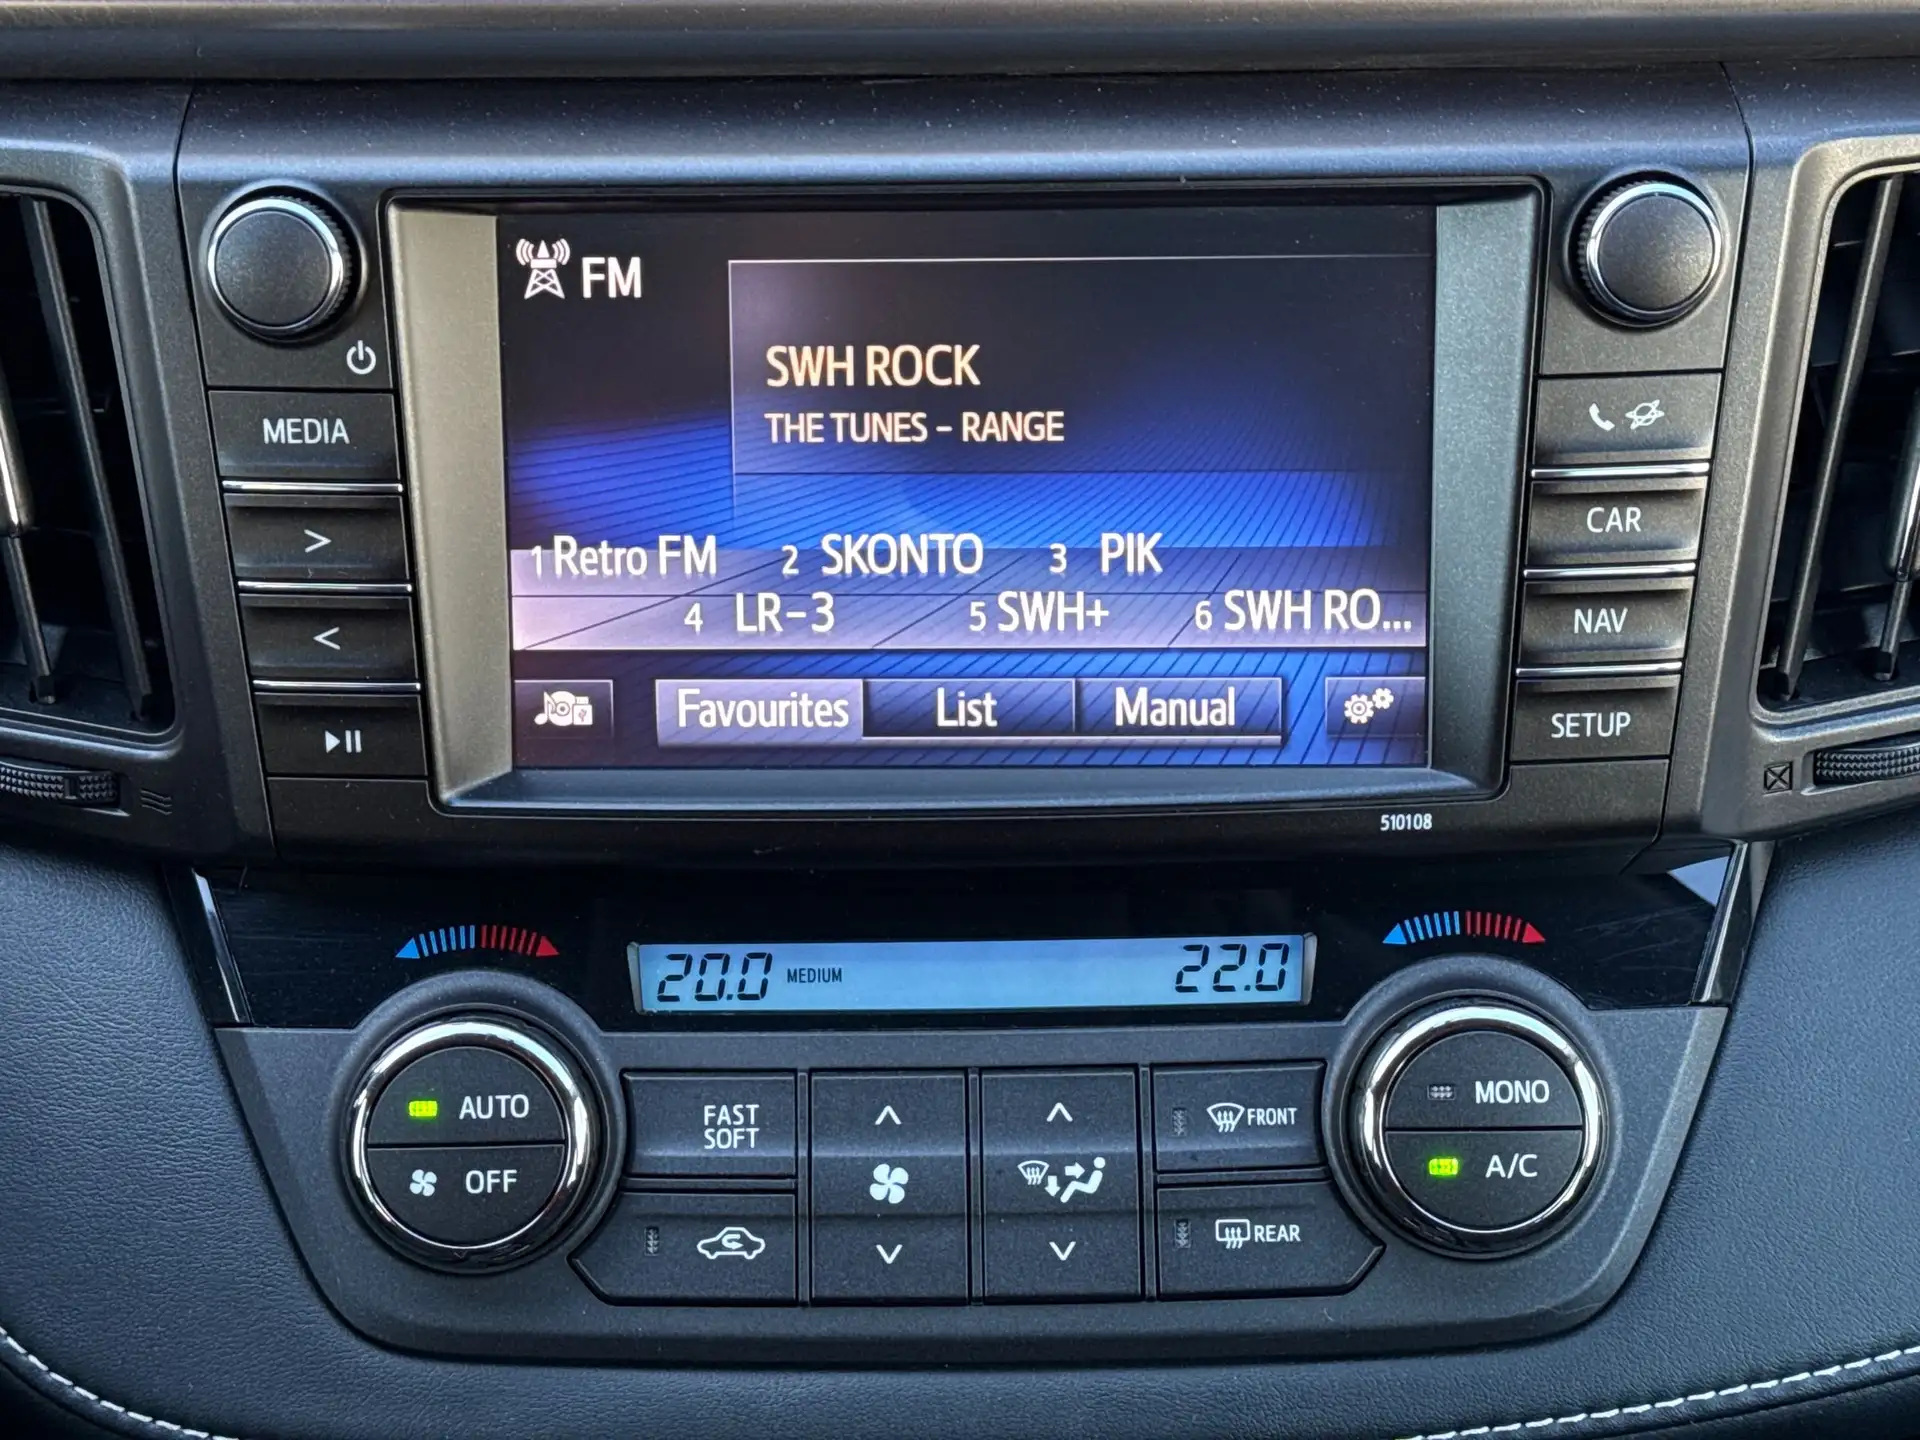 FM
SWH ROCK
THE TUNES - RANGE
1 Retro FM 2 SKONTO 3 PIK
4 LR-3 5 SWH+ 6 SWH RO...
Favourites List Manual
MEDIA
>
<
CAR
NAV
SETUP
510108
20.0 MEDIUM 22.0
AUTO
OFF
FAST
SOFT
FRONT
REAR
MONO
A/C